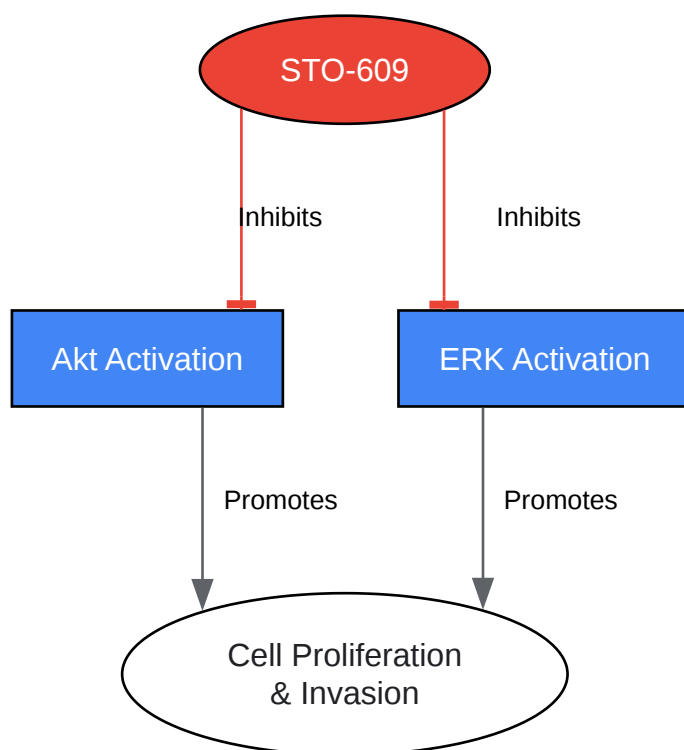 STO-609
Inhibits
Inhibits
Akt Activation
ERK Activation
Promotes
Promotes
Cell Proliferation
& Invasion